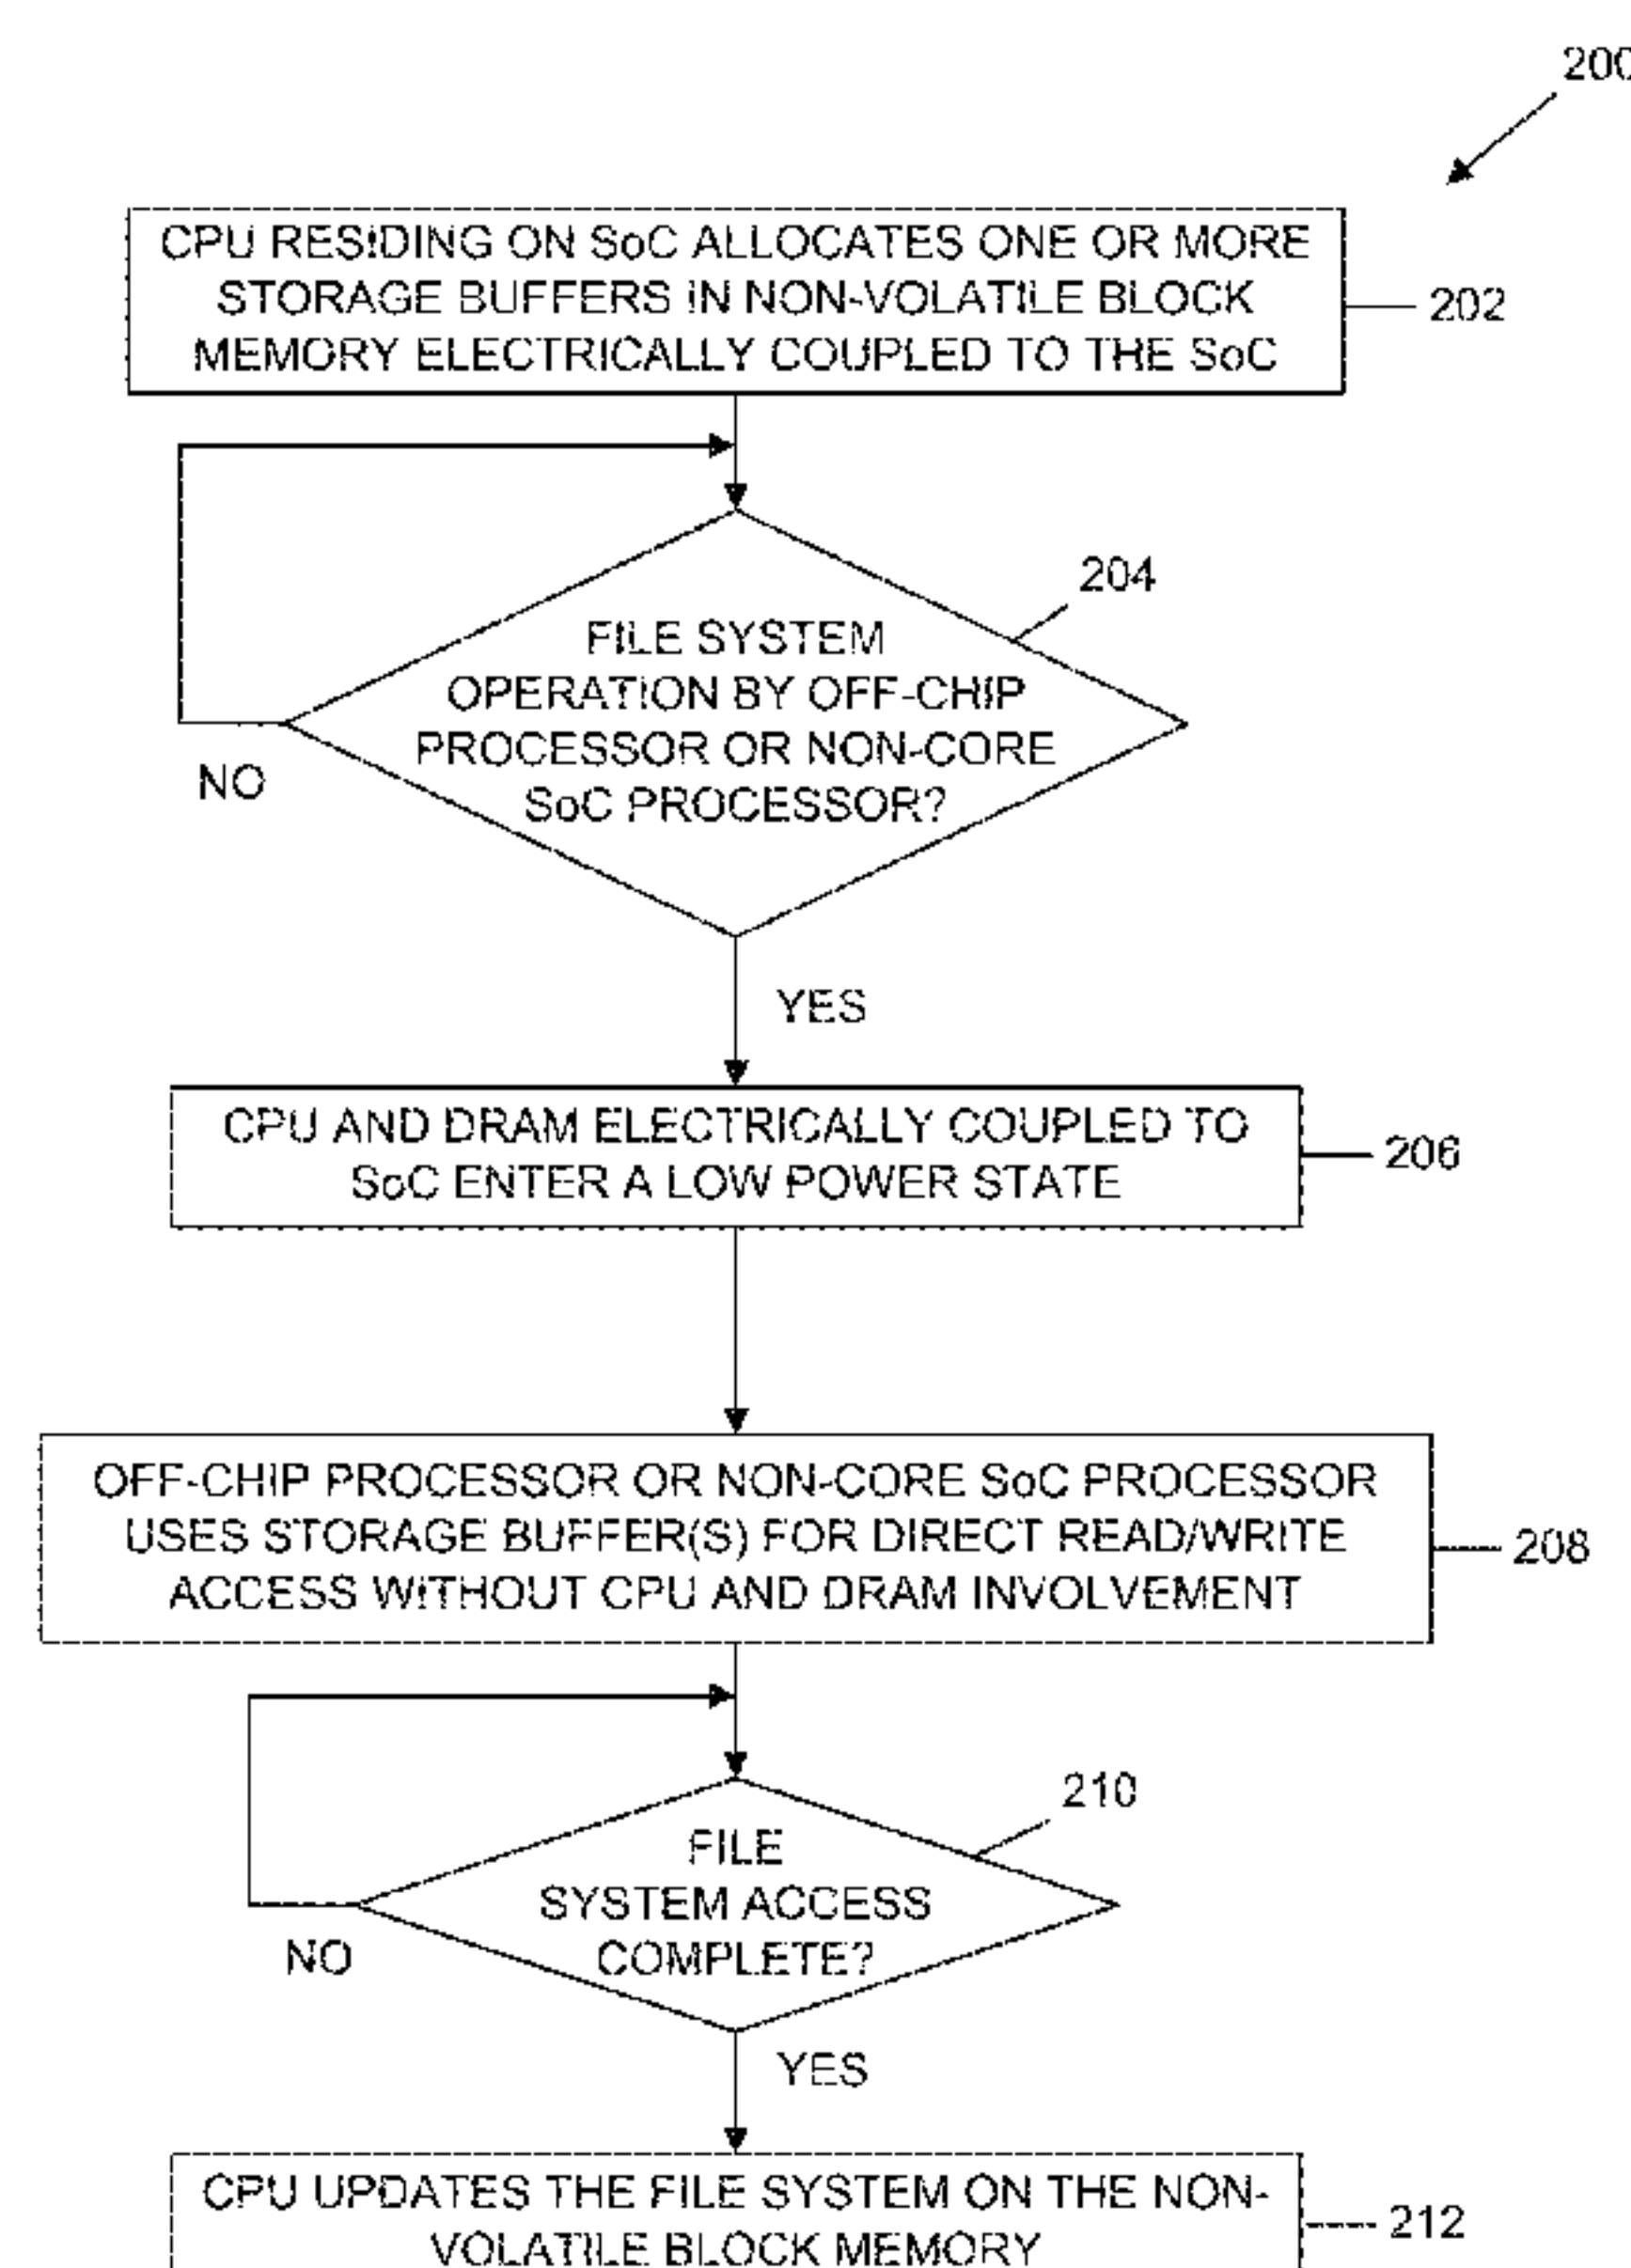 200
CPU RESIDING ON SoC ALLOCATES ONE OR MORE
STORAGE BUFFERS IN NON-VOLATILE BLOCK
MEMORY ELECTRICALLY COUPLED TO THE SoC
202
204
FILE SYSTEM
OPERATION BY OFF-CHIP
PROCESSOR OR NON-CORE
SoC PROCESSOR?
NO
YES
CPU AND DRAM ELECTRICALLY COUPLED TO
SoC ENTER A LOW POWER STATE
206
OFF-CHIP PROCESSOR OR NON-CORE SoC PROCESSOR
USES STORAGE BUFFER(S) FOR DIRECT READ/WRITE
ACCESS WITHOUT CPU AND DRAM INVOLVEMENT
208
210
FILE
SYSTEM ACCESS
COMPLETE?
NO
YES
CPU UPDATES THE FILE SYSTEM ON THE NON-
VOLATILE BLOCK MEMORY
212